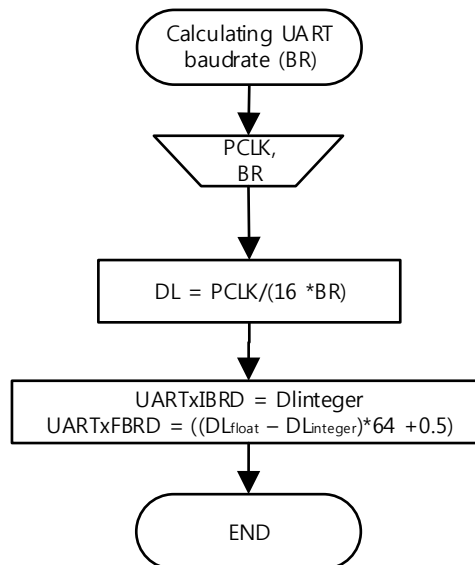 Calculating UART
baudrate (BR)
PCLK,
BR
DL = PCLK/(16 *BR)
UARTxIBRD = Dlinteger
UARTxFBRD = ((DLfloat – DLinteger)*64 +0.5)
END